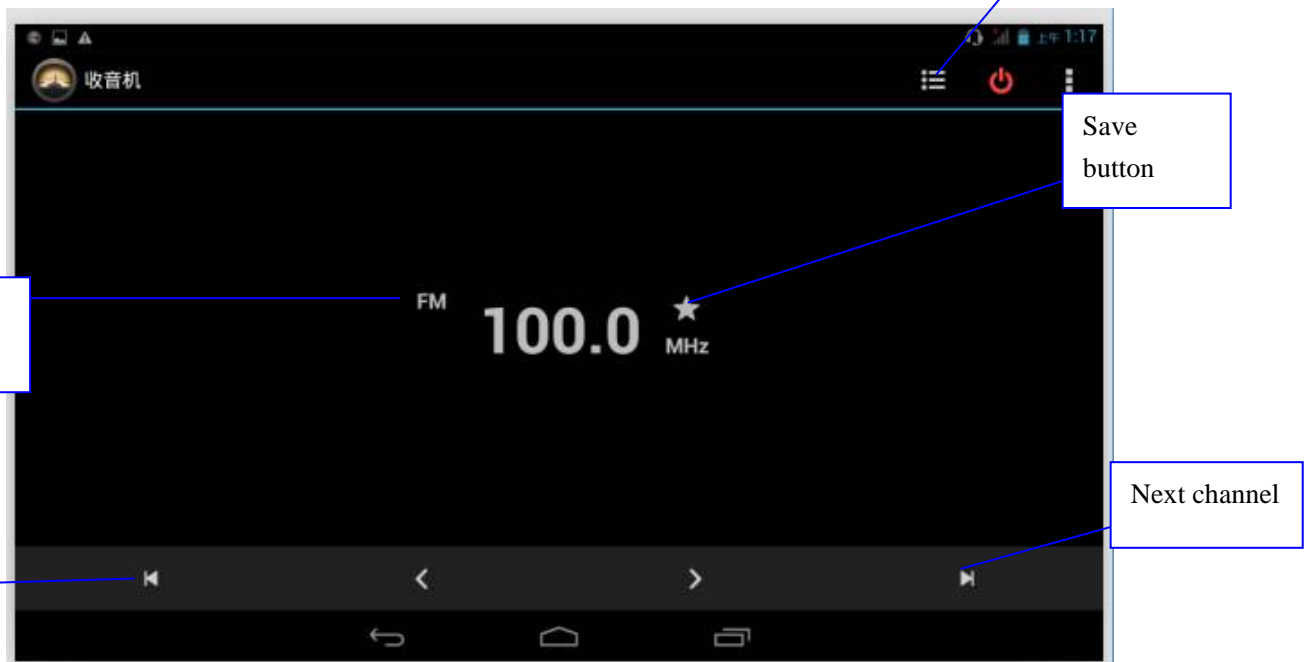 上午 1:17
收音机
Save
button
FM
100.0
MHz
Next channel